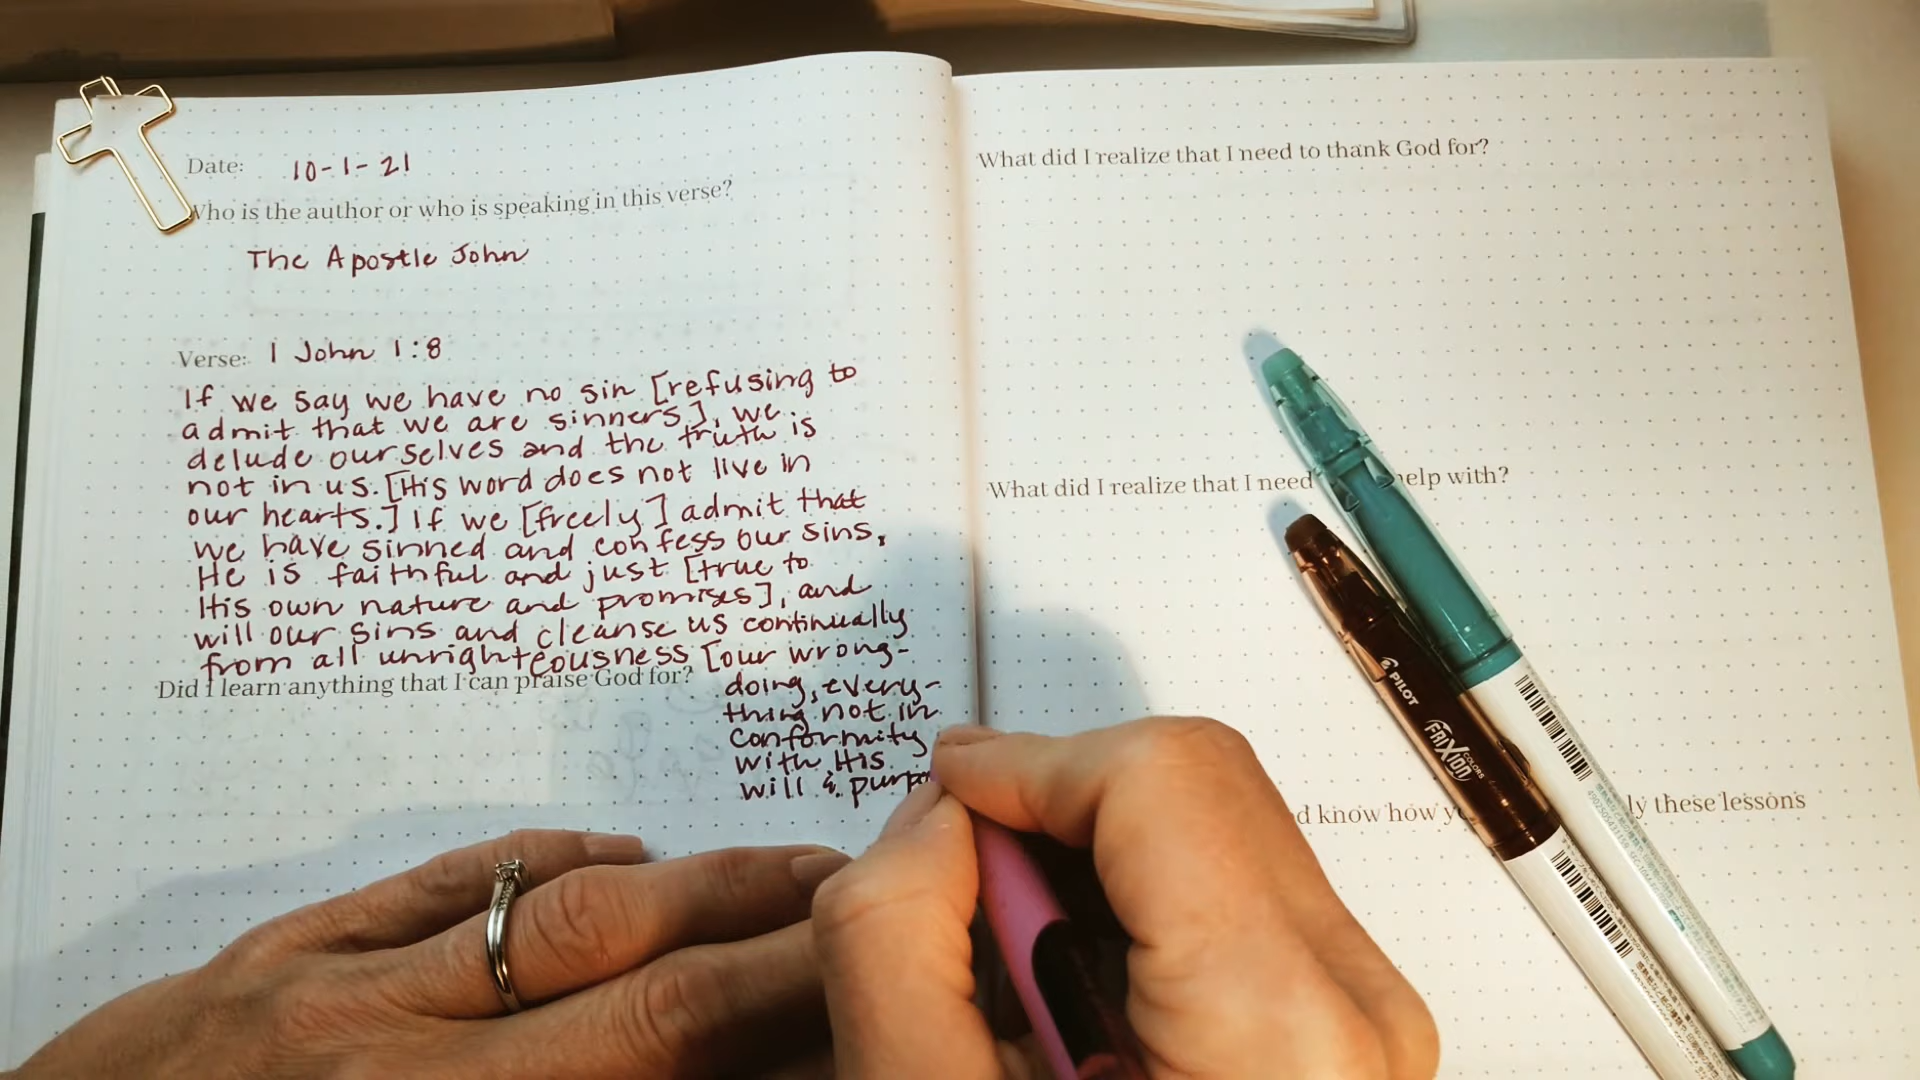 Date: 10-1-21
Who is the author or who is speaking in this verse?
The Apostle John
Verse: 1 John 1:8
If we say we have no sin [refusing to
admit that we are sinners], we
delude ourselves and the truth is
not in us. [His word does not live in
our hearts.] If we [freely] admit that
we have sinned and confess our sins,
He is faithful and just [true to
His own nature and promises], and
will our sins and cleanse us continually
from all unrighteousness [our wrong-
Did I learn anything that I can praise God for?
doing, every-
thing not in
conformity
with His
will &
What did I realize that I need to thank God for?
What did I realize that I need help with?
know how ly these lessons
PILOT
FRIXION
COLORS